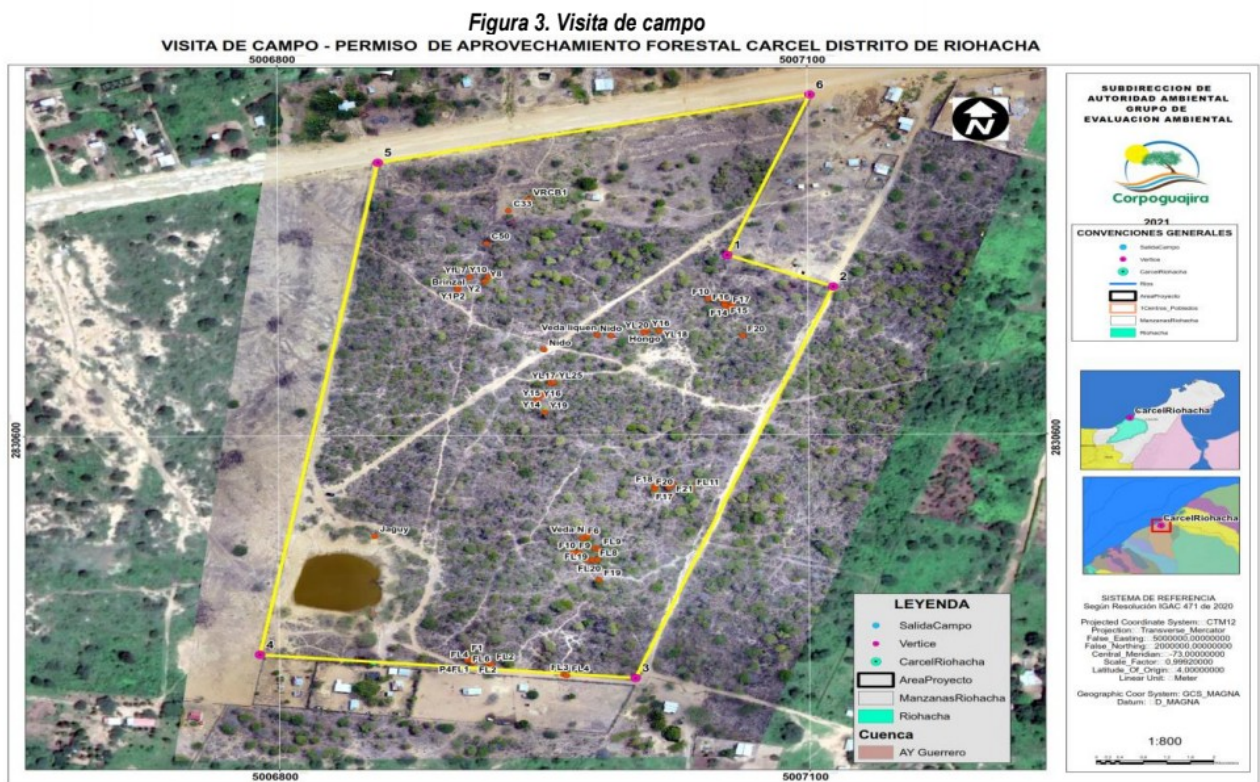 Figura 3. Visita de campo
VISITA DE CAMPO - PERMISO DE APROVECHAMIENTO FORESTAL CARCEL DISTRITO DE RIOHACHA
5006800
5007100
6
5
VRCB1
C33
C50
1
2
Y1L7 Y10
Brinzal Y8
Y2
Y1P2
F10 F16 F17
F14 F15
F20
Veda liquen Nido YL20 Y16
Hongo YL18
Nido
YL17 YL25
Y15 Y16
Y14 Y19
2830600
2830600
F18 F20 F21 FL11
F17
Jaguy
Veda N F6
F10 F9 FL9
FL19 FL8
FL20
F19
4
F1
FL4 FL6 FL2
P4FL1 FL7
FL3 FL4
3
5006800
5007100
N
LEYENDA
SalidaCampo
Vertice
CarcelRiohacha
AreaProyecto
ManzanasRiohacha
Riohacha
Cuenca
AY Guerrero
SUBDIRECCION DE
AUTORIDAD AMBIENTAL
GRUPO DE
EVALUACION AMBIENTAL
Corpoguajira
2021
CONVENCIONES GENERALES
SalidaCampo
Vertice
CarcelRiohacha
Rios
AreaProyecto
1Centros_Poblados
ManzanasRiohacha
Riohacha
CarcelRiohacha
CarcelRiohacha
SISTEMA DE REFERENCIA
Según Resolución IGAC 471 de 2020
Projected Coordinate System: CTM12
Projection: Transverse_Mercator
False_Easting: 5000000,00000000
False_Northing: 2000000,00000000
Central_Meridian: -73,00000000
Scale_Factor: 0,99920000
Latitude_Of_Origin: 4,00000000
Linear Unit: Meter
Geographic Coor System: GCS_MAGNA
Datum: D_MAGNA
1:800